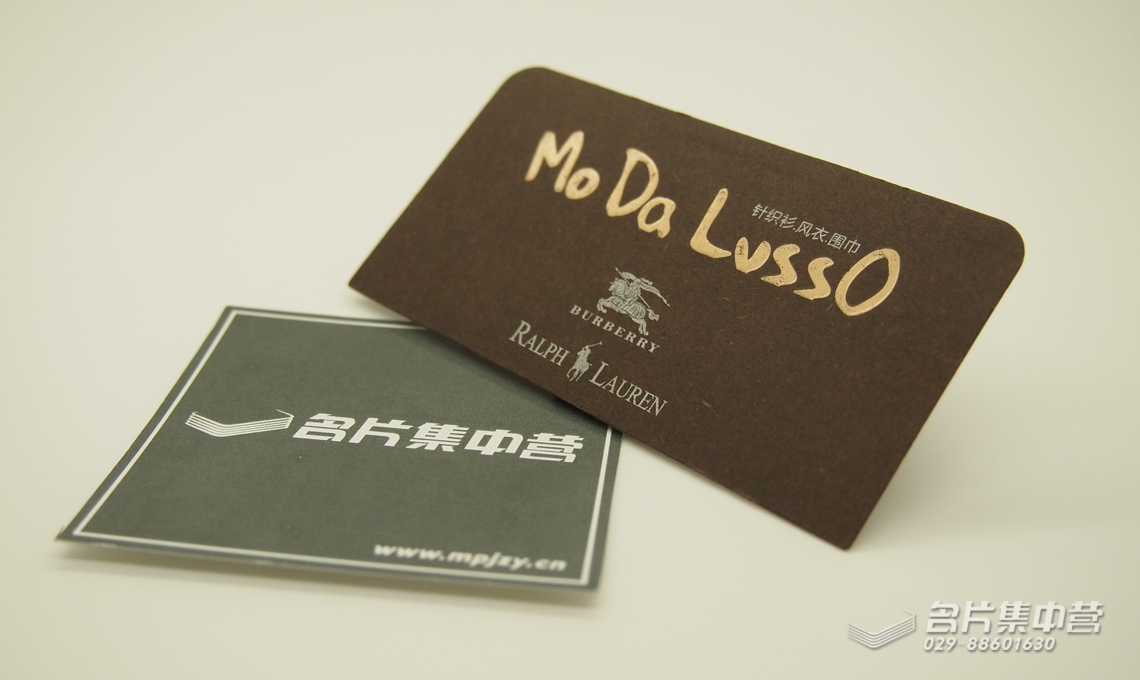 Mo Da LussO
针织衫.风衣.围巾
BURBERRY
RALPH LAUREN
名片集中营
www.mpjzy.cn
名片集中营
029-88601630